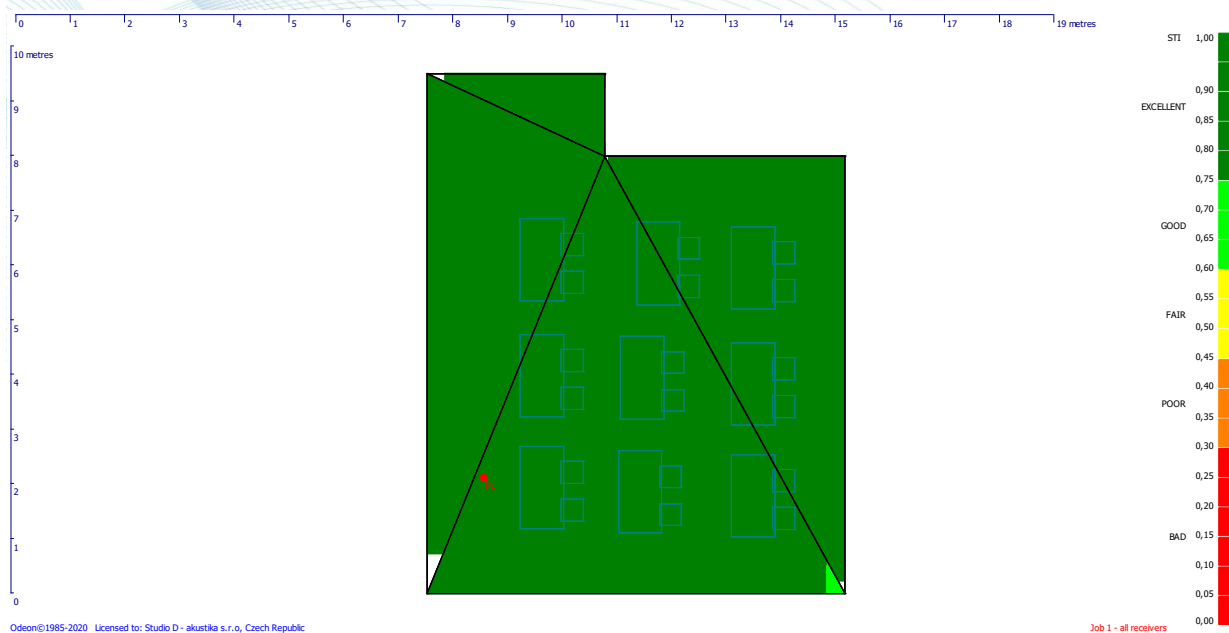 0 1 2 3 4 5 6 7 8 9 10 11 12 13 14 15 16 17 18 19 metres
10 metres
9
8
7
6
5
4
3
2
1
0
STI 1,00
0,90
EXCELLENT
0,85
0,80
0,75
0,70
GOOD
0,65
0,60
0,55
FAIR
0,50
0,45
0,40
POOR
0,35
0,30
0,25
0,20
0,15
BAD
0,10
0,05
0,00
Odeon©1985-2020 Licensed to: Studio D - akustika s.r.o, Czech Republic
Job 1 - all receivers